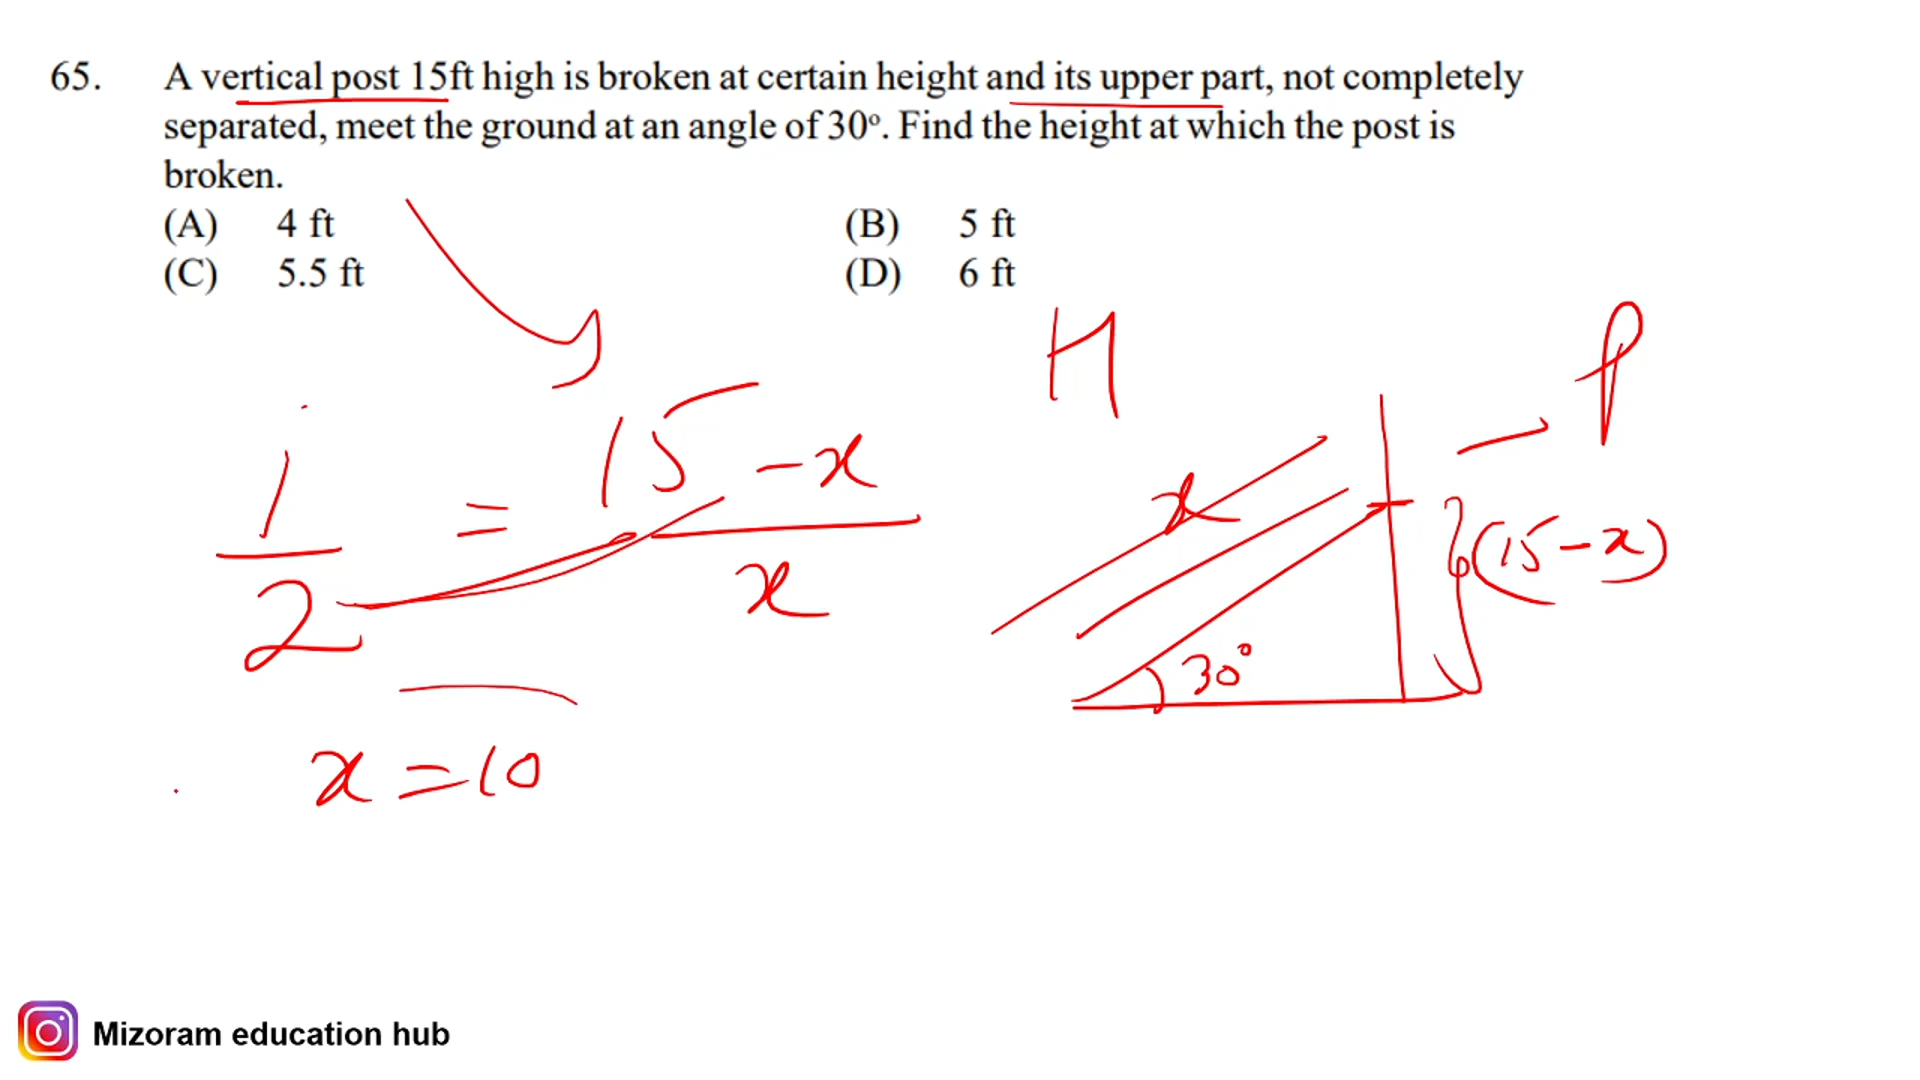 65. A vertical post 15ft high is broken at certain height and its upper part, not completely
separated, meet the ground at an angle of 30º. Find the height at which the post is
broken.
(A) 4 ft (B) 5 ft
(C) 5.5 ft (D) 6 ft
H P
1/2 = 15-x/x
x
(15-x)
30°
x=10
Mizoram education hub